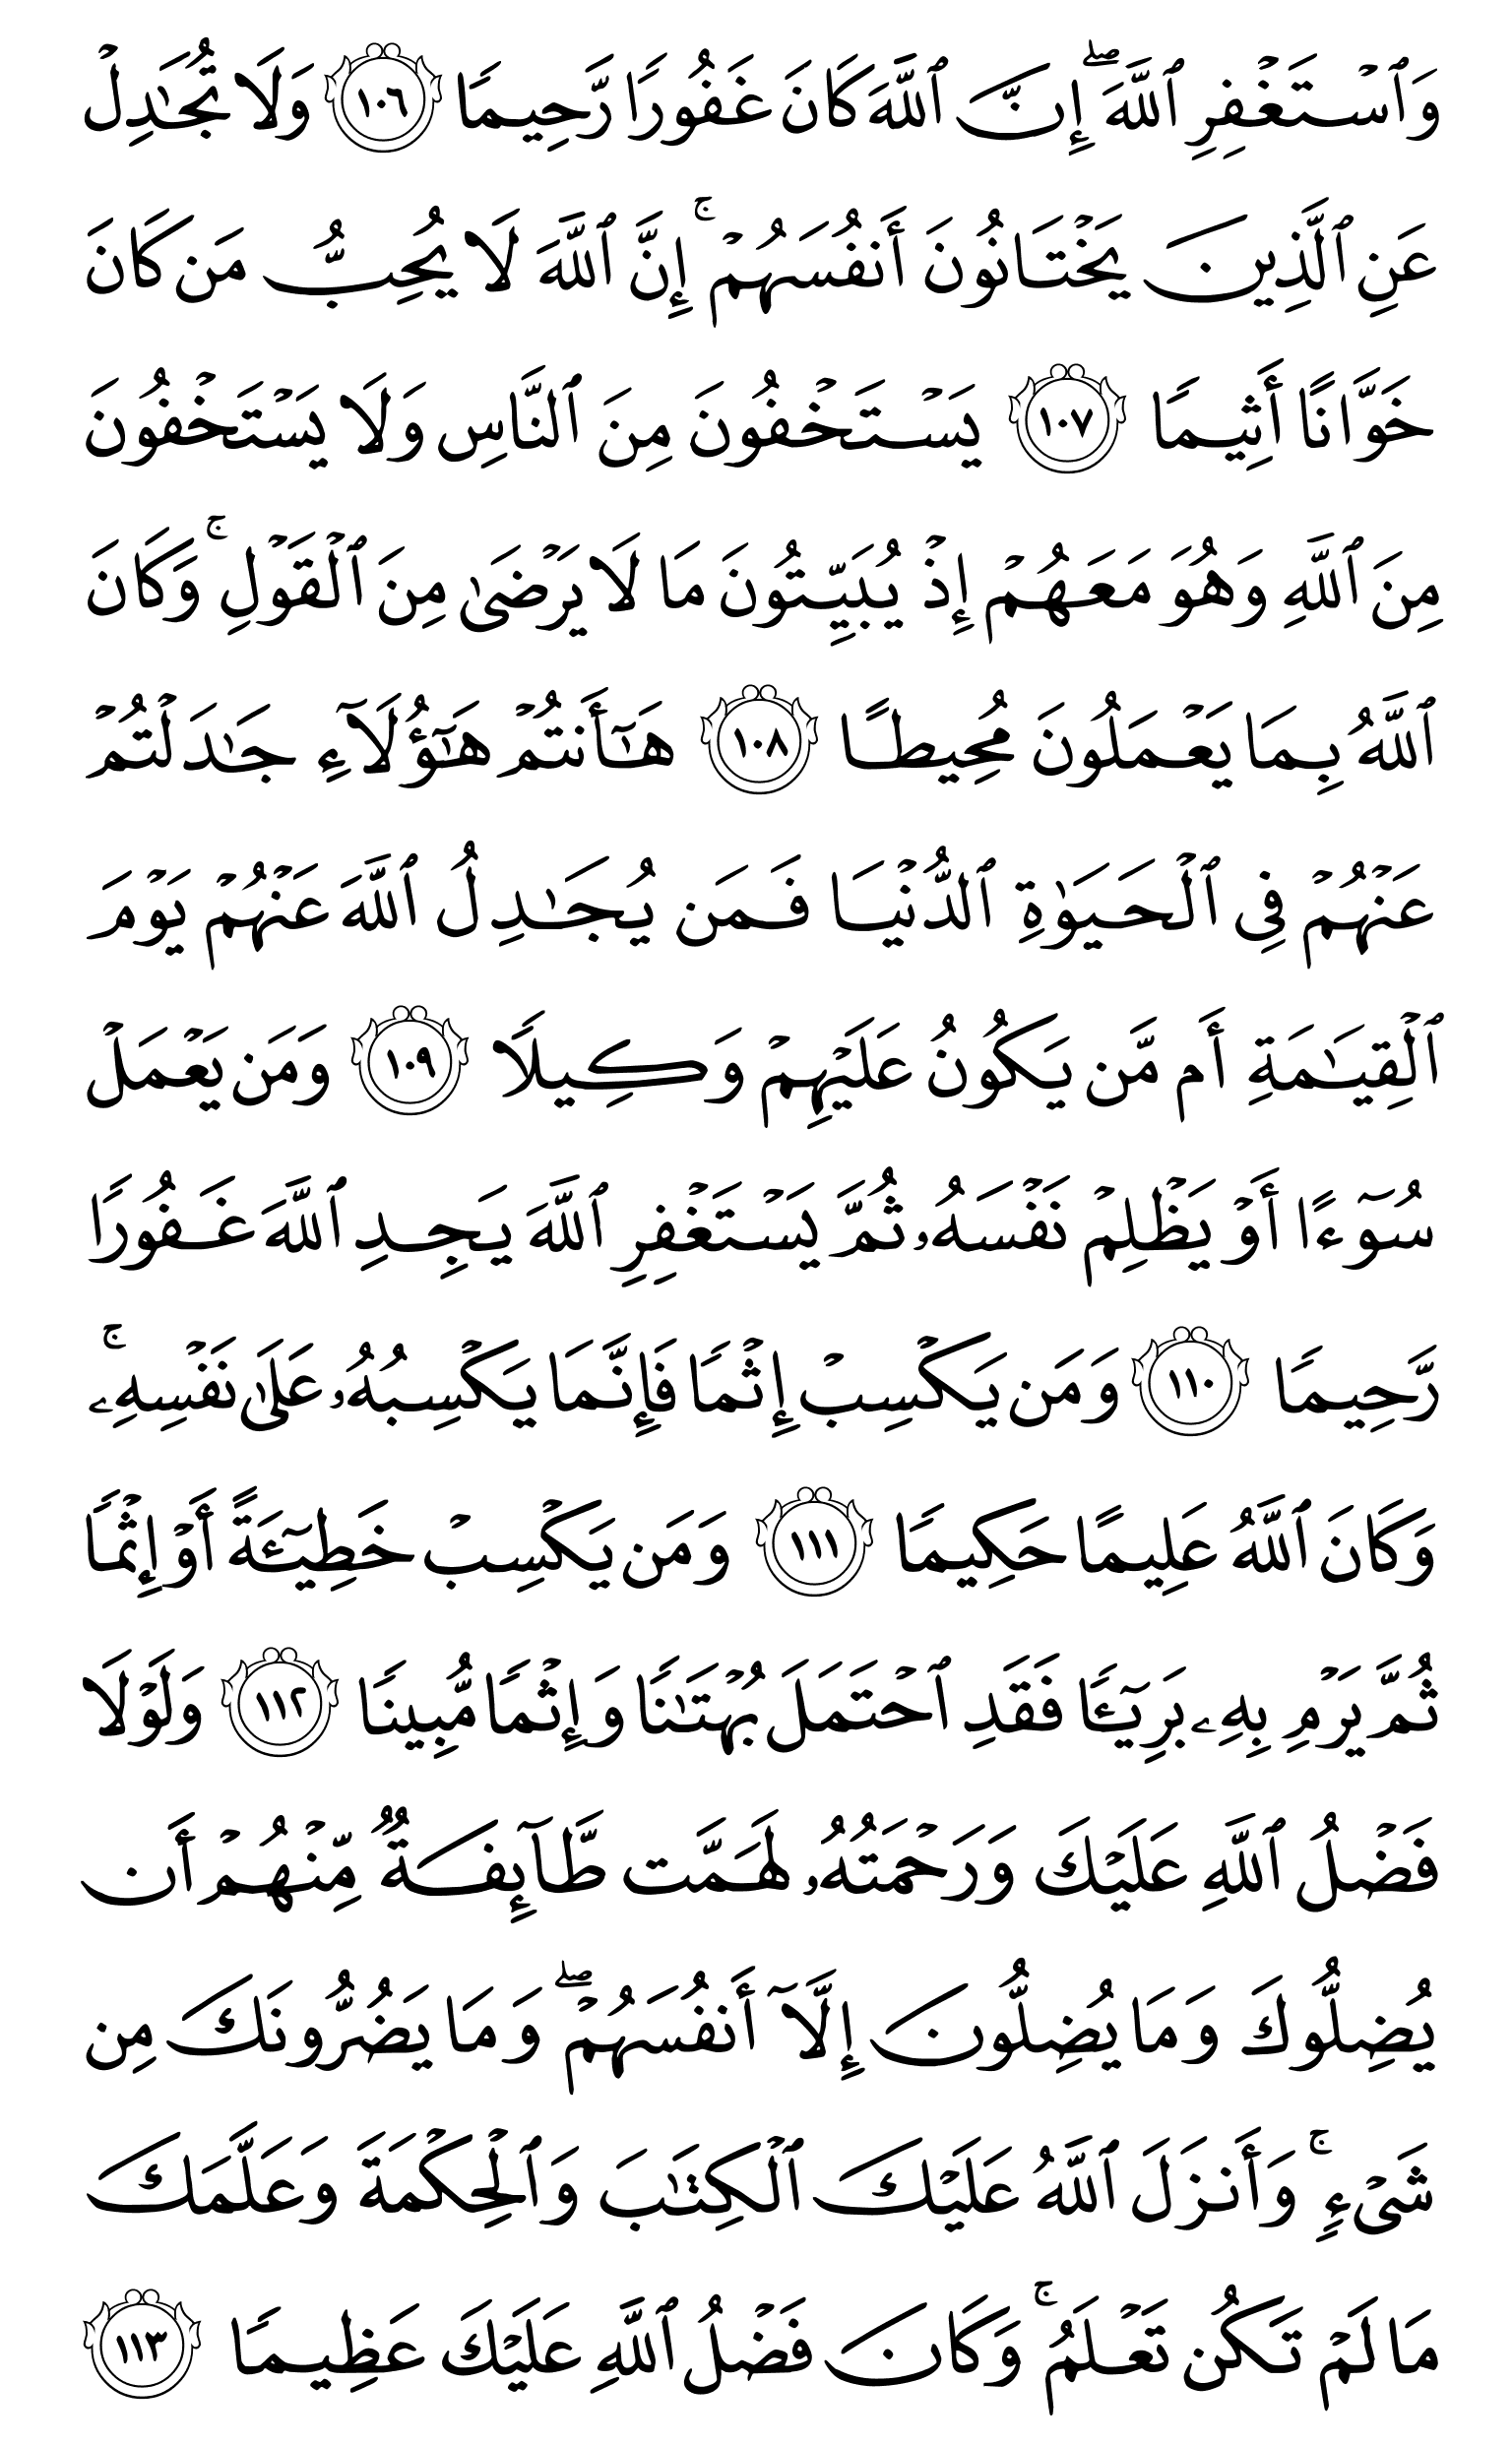 وَٱسۡتَغۡفِرِ ٱللَّهَۖ إِنَّ ٱللَّهَ كَانَ غَفُورٗا رَّحِيمٗا ١٠٦ وَلَا تُجَٰدِلۡ
عَنِ ٱلَّذِينَ يَخۡتَانُونَ أَنفُسَهُمۡۚ إِنَّ ٱللَّهَ لَا يُحِبُّ مَن كَانَ
خَوَّانًا أَثِيمٗا ١٠٧ يَسۡتَخۡفُونَ مِنَ ٱلنَّاسِ وَلَا يَسۡتَخۡفُونَ
مِنَ ٱللَّهِ وَهُوَ مَعَهُمۡ إِذۡ يُبَيِّتُونَ مَا لَا يَرۡضَىٰ مِنَ ٱلۡقَوۡلِۚ وَكَانَ
ٱللَّهُ بِمَا يَعۡمَلُونَ مُحِيطًا ١٠٨ هَٰٓأَنتُمۡ هَٰٓؤُلَآءِ جَٰدَلۡتُمۡ
عَنۡهُمۡ فِي ٱلۡحَيَوٰةِ ٱلدُّنۡيَا فَمَن يُجَٰدِلُ ٱللَّهَ عَنۡهُمۡ يَوۡمَ
ٱلۡقِيَٰمَةِ أَم مَّن يَكُونُ عَلَيۡهِمۡ وَكِيلٗا ١٠٩ وَمَن يَعۡمَلۡ
سُوٓءًا أَوۡ يَظۡلِمۡ نَفۡسَهُۥ ثُمَّ يَسۡتَغۡفِرِ ٱللَّهَ يَجِدِ ٱللَّهَ غَفُورٗا
رَّحِيمٗا ١١٠ وَمَن يَكۡسِبۡ إِثۡمٗا فَإِنَّمَا يَكۡسِبُهُۥ عَلَىٰ نَفۡسِهِۦۚ
وَكَانَ ٱللَّهُ عَلِيمًا حَكِيمٗا ١١١ وَمَن يَكۡسِبۡ خَطِيٓـَٔةً أَوۡ إِثۡمٗا
ثُمَّ يَرۡمِ بِهِۦ بَرِيٓـٔٗا فَقَدِ ٱحۡتَمَلَ بُهۡتَٰنٗا وَإِثۡمٗا مُّبِينٗا ١١٢ وَلَوۡلَا
فَضۡلُ ٱللَّهِ عَلَيۡكَ وَرَحۡمَتُهُۥ لَهَمَّت طَّآئِفَةٞ مِّنۡهُمۡ أَن
يُضِلُّوكَ وَمَا يُضِلُّونَ إِلَّآ أَنفُسَهُمۡۖ وَمَا يَضُرُّونَكَ مِن
شَيۡءٖۚ وَأَنزَلَ ٱللَّهُ عَلَيۡكَ ٱلۡكِتَٰبَ وَٱلۡحِكۡمَةَ وَعَلَّمَكَ
مَا لَمۡ تَكُن تَعۡلَمُۚ وَكَانَ فَضۡلُ ٱللَّهِ عَلَيۡكَ عَظِيمٗا ١١٣